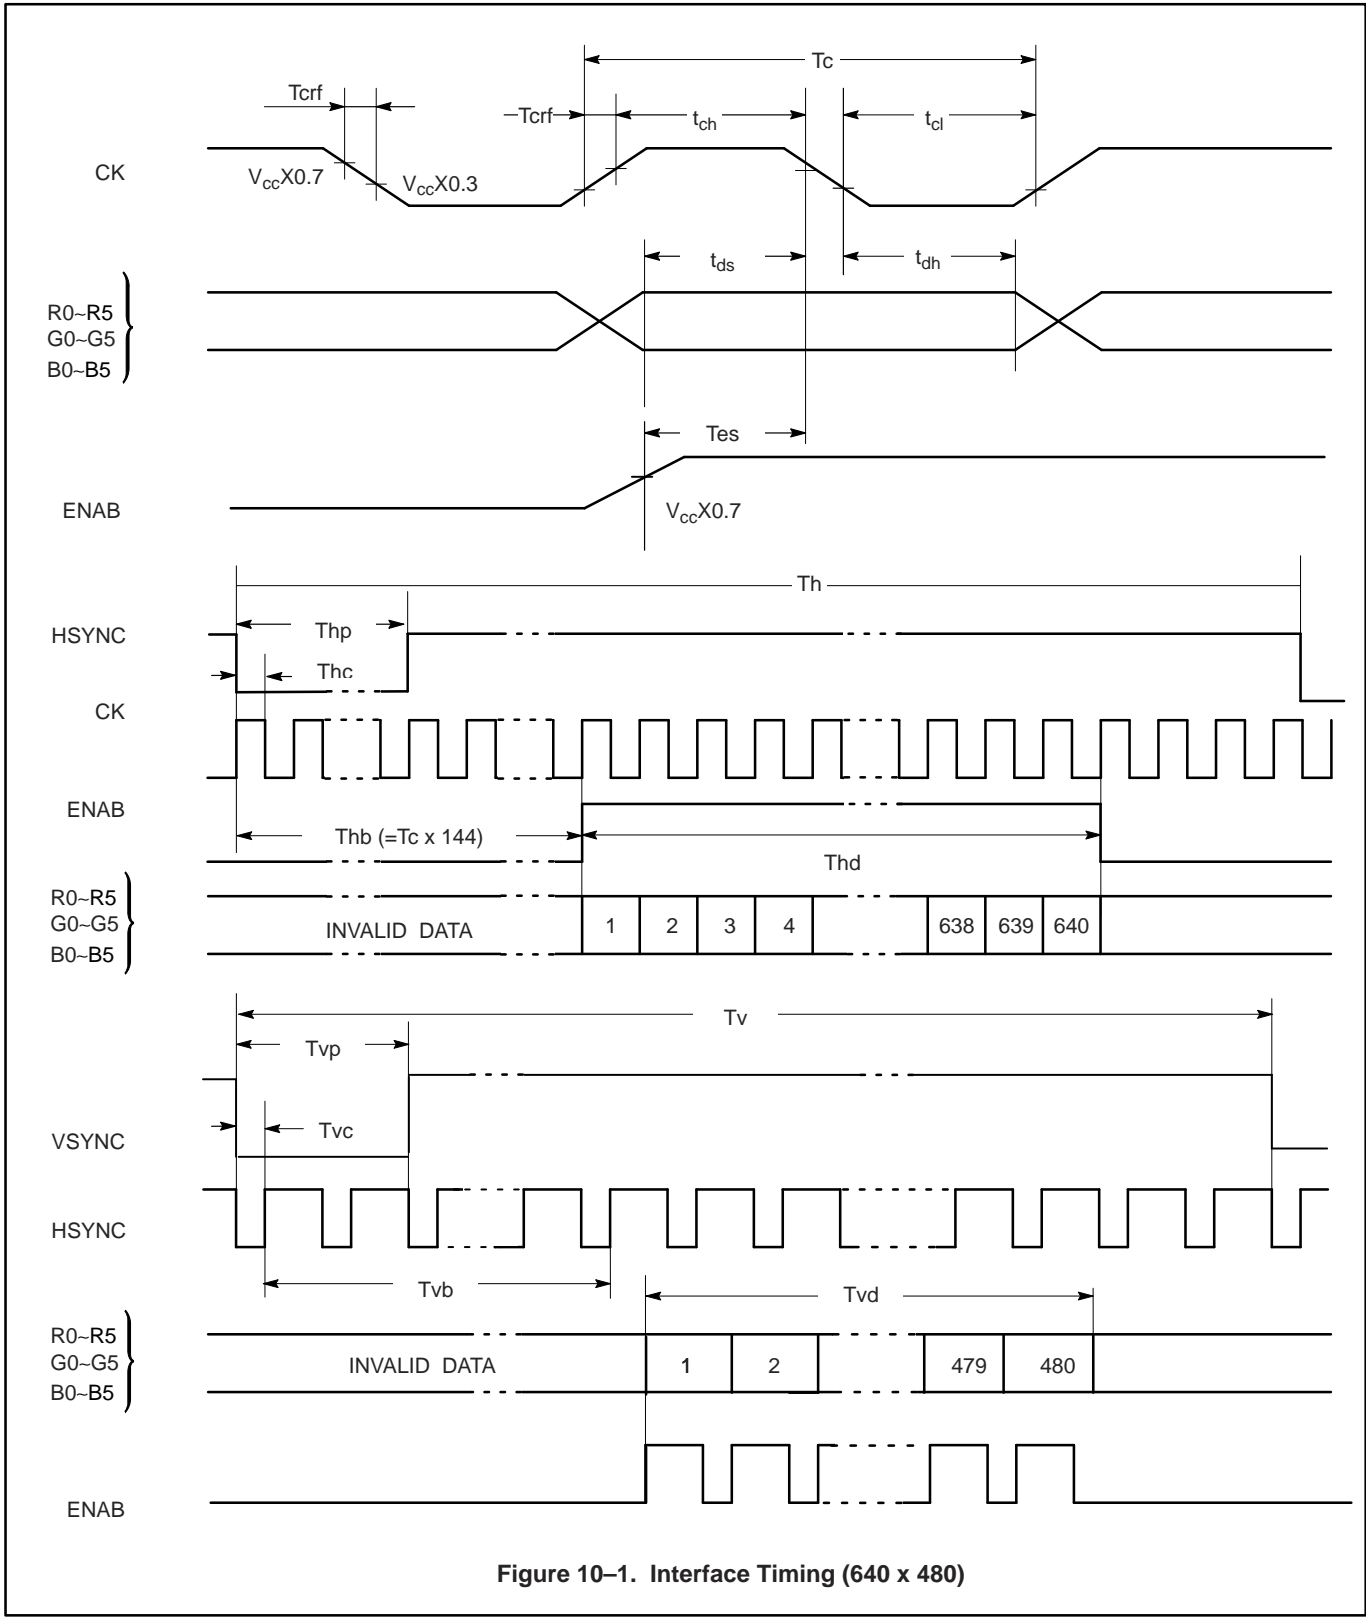 Tc
Tcrf
Tcrf
tch
tcl
CK
VccX0.7
VccX0.3
tds
tdh
R0~R5
G0~G5
B0~B5
Tes
ENAB
VccX0.7
Th
HSYNC
Thp
Thc
CK
ENAB
Thb (=Tc x 144)
Thd
R0~R5
G0~G5
B0~B5
INVALID DATA
1 2 3 4 638 639 640
Tv
Tvp
VSYNC
Tvc
HSYNC
Tvb
Tvd
R0~R5
G0~G5
B0~B5
INVALID DATA
1 2 479 480
ENAB
Figure 10–1. Interface Timing (640 x 480)